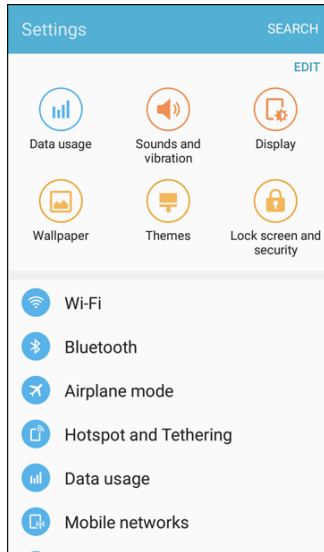 Settings
SEARCH
EDIT
Data usage
Sounds and
vibration
Display
Wallpaper
Themes
Lock screen and
security
Wi-Fi
Bluetooth
Airplane mode
Hotspot and Tethering
Data usage
Mobile networks